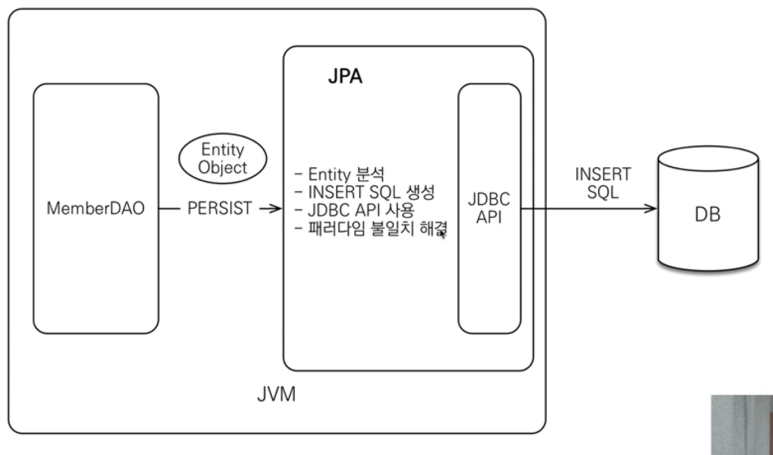 JPA
Entity
Object
- Entity 분석
- INSERT SQL 생성
- JDBC API 사용
- 패러다임 불일치 해결
MemberDAO
PERSIST
JDBC
API
INSERT
SQL
DB
JVM